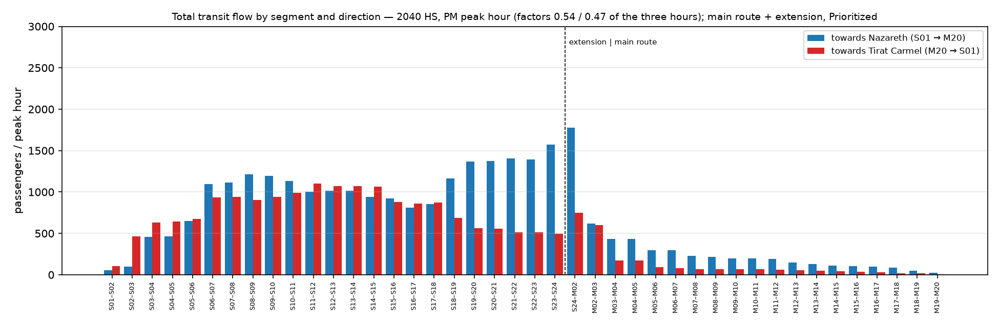 Total transit flow by segment and direction — 2040 HS, PM peak hour (factors 0.54 / 0.47 of the three hours); main route + extension, Prioritized
3000
2500
2000
1500
1000
500
0
passengers / peak hour
extension | main route
towards Nazareth (S01 → M20)
towards Tirat Carmel (M20 → S01)
S01–S02
S02–S03
S03–S04
S04–S05
S05–S06
S06–S07
S07–S08
S08–S09
S09–S10
S10–S11
S11–S12
S12–S13
S13–S14
S14–S15
S15–S16
S16–S17
S17–S18
S18–S19
S19–S20
S20–S21
S21–S22
S22–S23
S23–S24
S24–M02
M02–M03
M03–M04
M04–M05
M05–M06
M06–M07
M07–M08
M08–M09
M09–M10
M10–M11
M11–M12
M12–M13
M13–M14
M14–M15
M15–M16
M16–M17
M17–M18
M18–M19
M19–M20